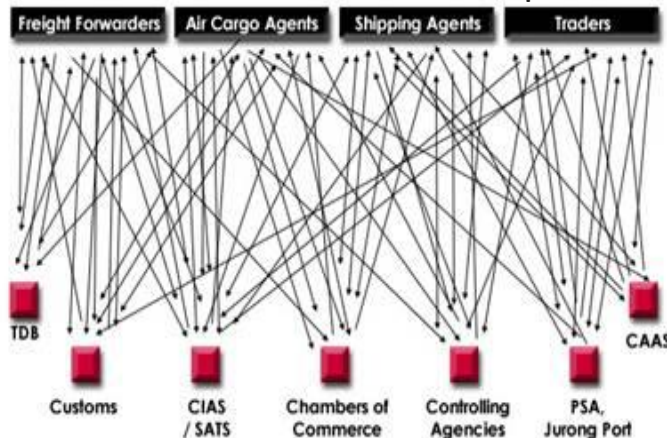 Freight Forwarders Air Cargo Agents Shipping Agents Traders
TDB
CAAS
Customs
CIAS
/ SATS
Chambers of
Commerce
Controlling
Agencies
PSA,
Jurong Port